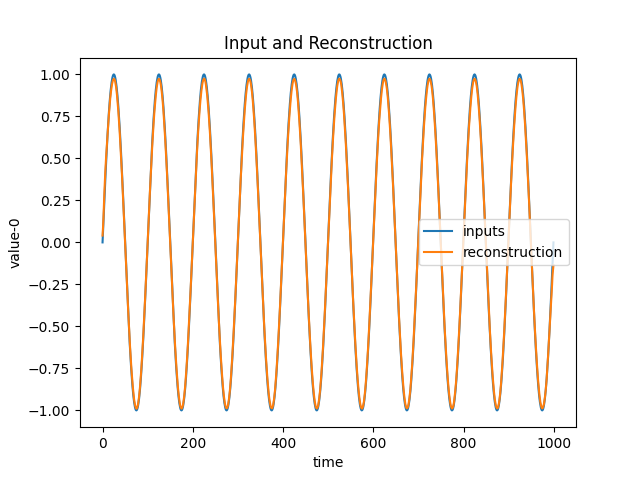 Input and Reconstruction
1.00
0.75
0.50
0.25
0.00
−0.25
−0.50
−0.75
−1.00
value-0
inputs
reconstruction
0 200 400 600 800 1000
time